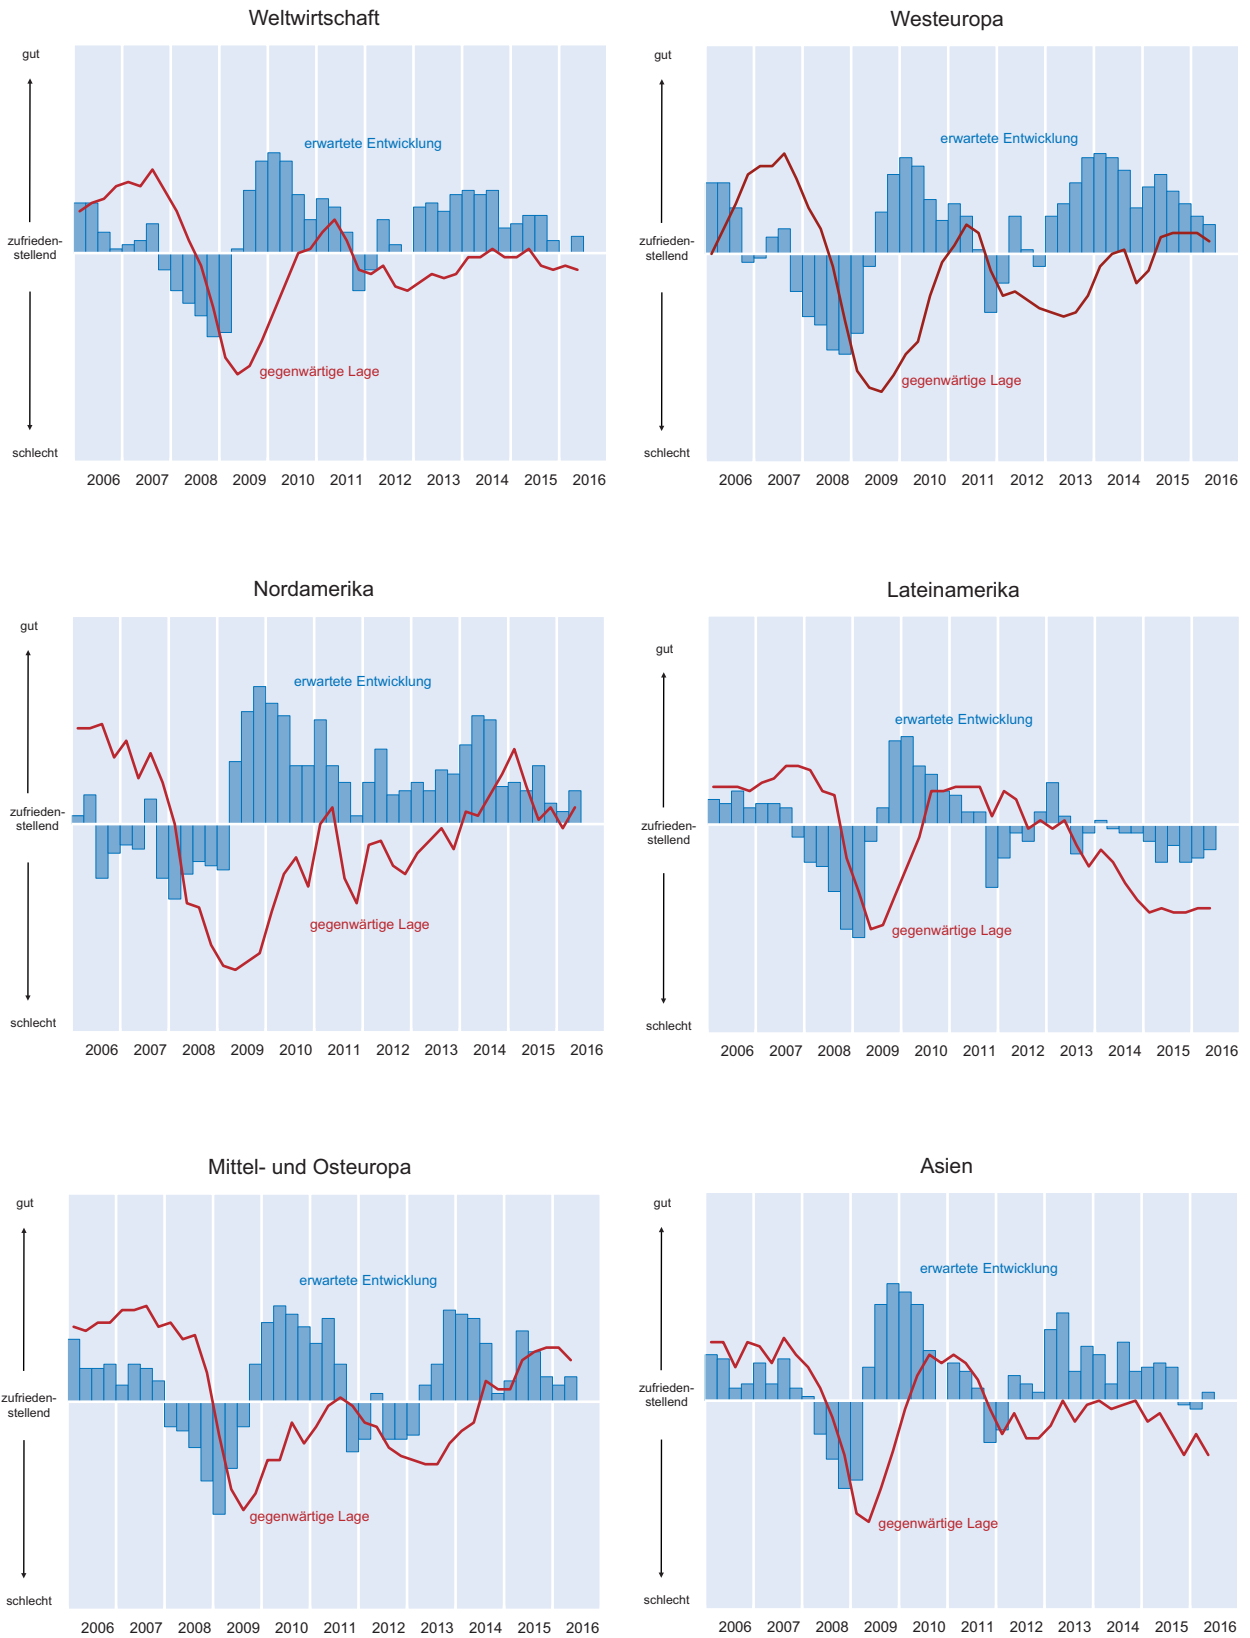 Weltwirtschaft
gut
erwartete Entwicklung
zufrieden-
stellend
gegenwärtige Lage
schlecht
2006 2007 2008 2009 2010 2011 2012 2013 2014 2015 2016
Westeuropa
gut
erwartete Entwicklung
zufrieden-
stellend
gegenwärtige Lage
schlecht
2006 2007 2008 2009 2010 2011 2012 2013 2014 2015 2016
Nordamerika
gut
erwartete Entwicklung
zufrieden-
stellend
gegenwärtige Lage
schlecht
2006 2007 2008 2009 2010 2011 2012 2013 2014 2015 2016
Lateinamerika
gut
erwartete Entwicklung
zufrieden-
stellend
gegenwärtige Lage
schlecht
2006 2007 2008 2009 2010 2011 2012 2013 2014 2015 2016
Mittel- und Osteuropa
gut
erwartete Entwicklung
zufrieden-
stellend
gegenwärtige Lage
schlecht
2006 2007 2008 2009 2010 2011 2012 2013 2014 2015 2016
Asien
gut
erwartete Entwicklung
zufrieden-
stellend
gegenwärtige Lage
schlecht
2006 2007 2008 2009 2010 2011 2012 2013 2014 2015 2016